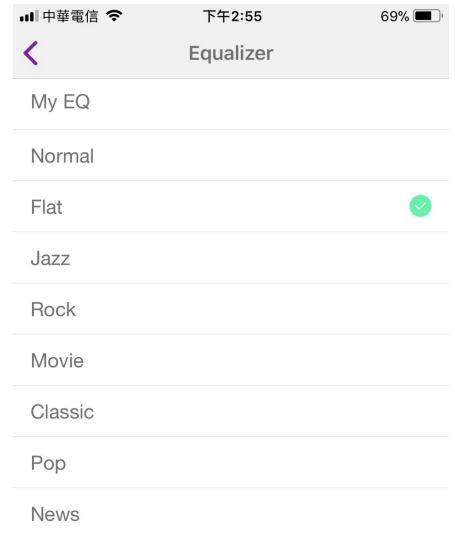 中華電信 下午2:55 69%
Equalizer
My EQ
Normal
Flat
Jazz
Rock
Movie
Classic
Pop
News